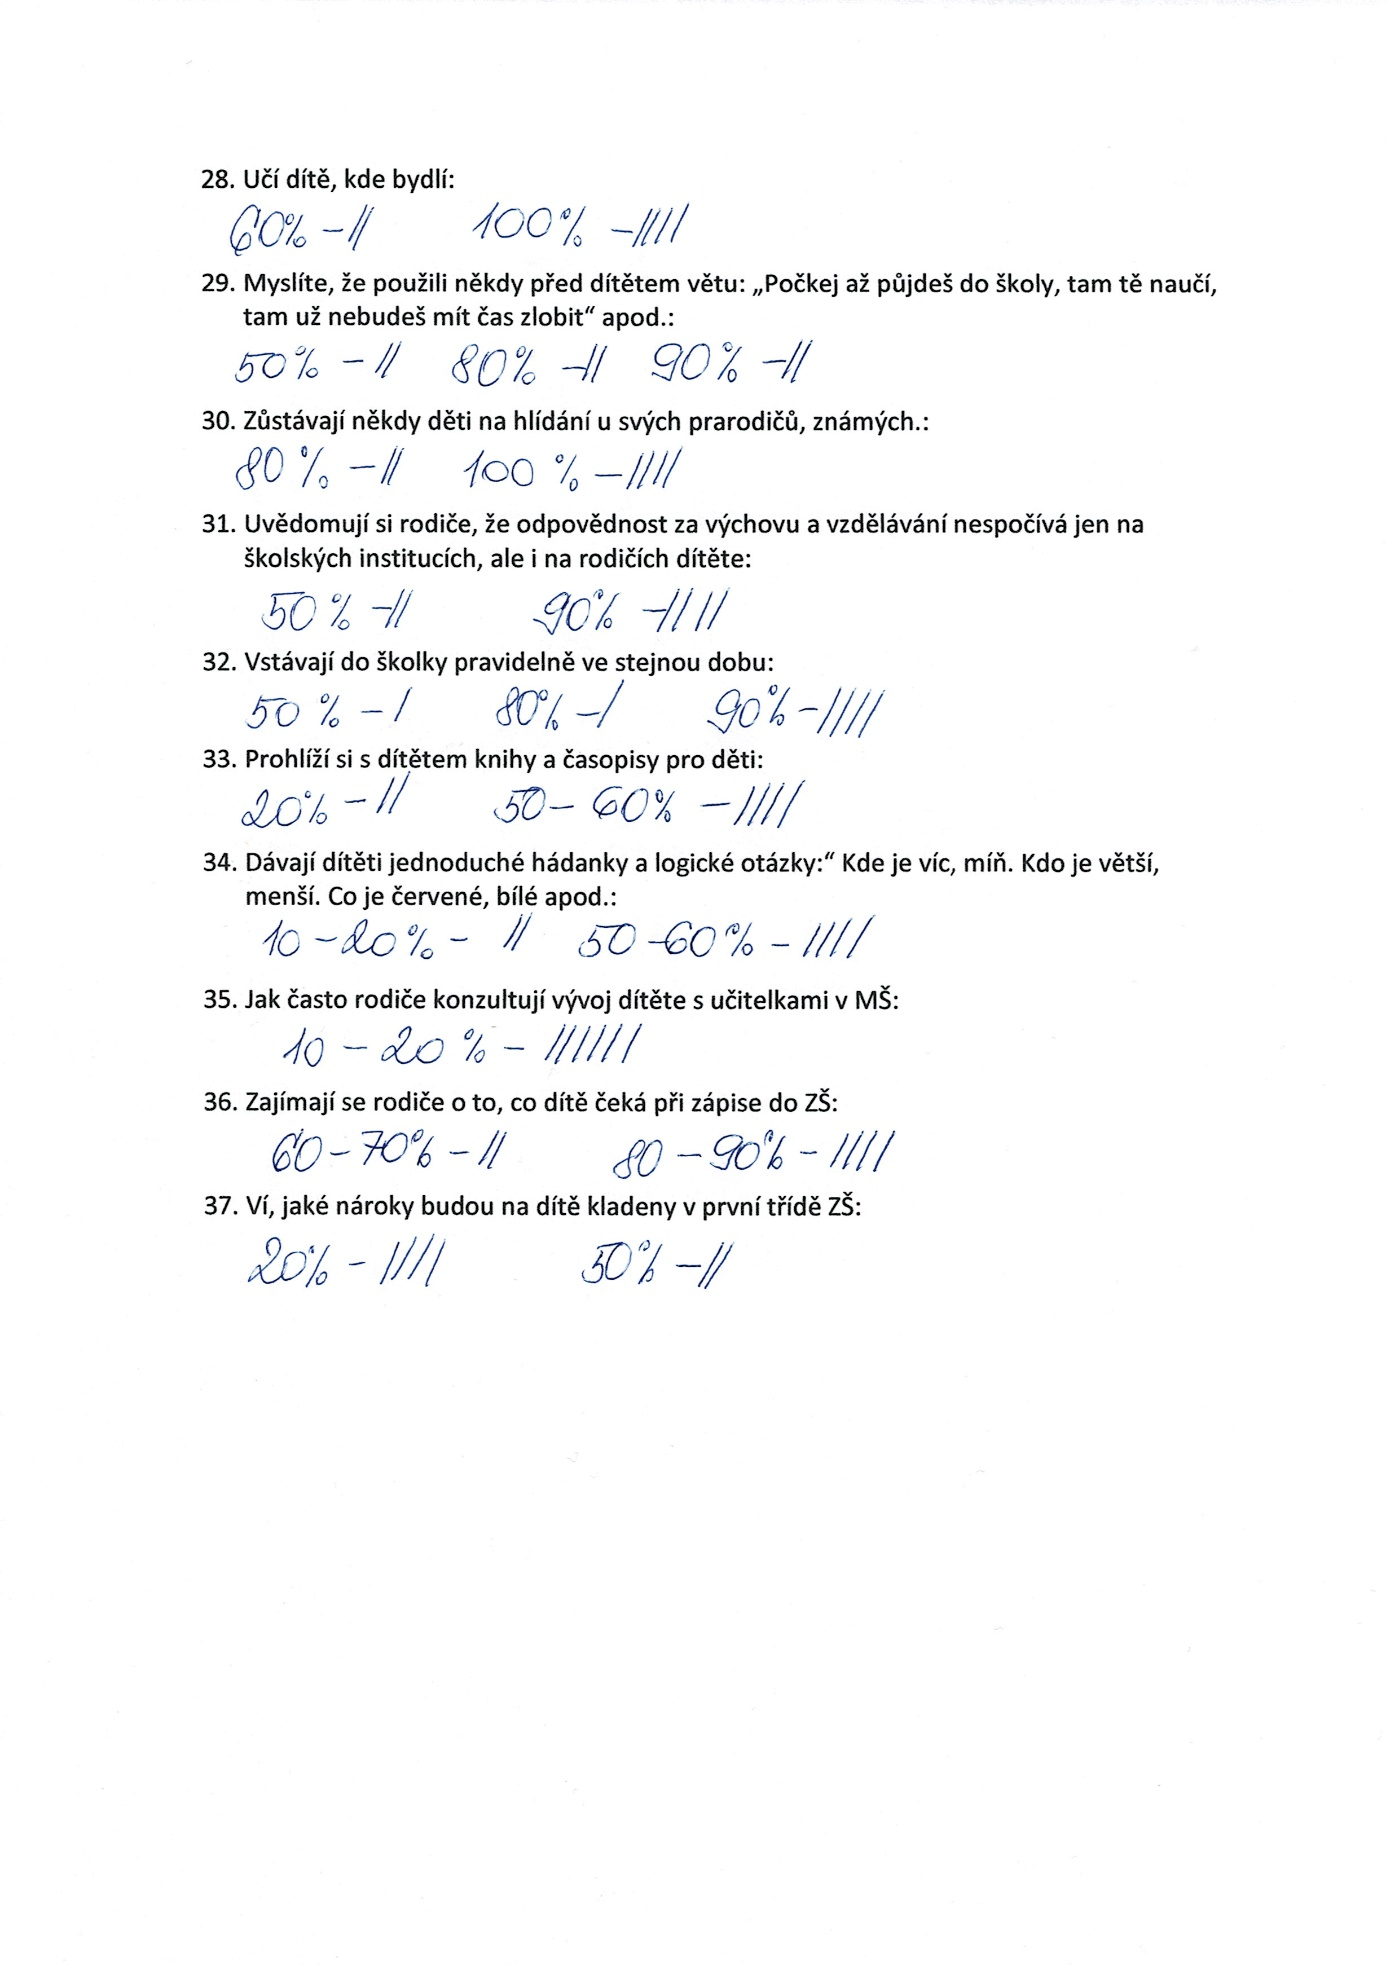 28. Učí dítě, kde bydlí:
60% - || 100% - ||||
29. Myslíte, že použili někdy před dítětem větu: „Počkej až půjdeš do školy, tam tě naučí,
tam už nebudeš mít čas zlobit“ apod.:
50% - || 80% - || 90% - ||
30. Zůstávají někdy děti na hlídání u svých prarodičů, známých.:
80% - || 100% - ||||
31. Uvědomují si rodiče, že odpovědnost za výchovu a vzdělávání nespočívá jen na
školských institucích, ale i na rodičích dítěte:
50% - || 90% - ||||
32. Vstávají do školky pravidelně ve stejnou dobu:
50% - | 80% - | 90% - ||||
33. Prohlíží si s dítětem knihy a časopisy pro děti:
20% - || 50 - 60% - ||||
34. Dávají dítěti jednoduché hádanky a logické otázky:“ Kde je víc, míň. Kdo je větší,
menší. Co je červené, bílé apod.:
10 - 20% - || 50 - 60% - ||||
35. Jak často rodiče konzultují vývoj dítěte s učitelkami v MŠ:
10 - 20% - ||||||
36. Zajímají se rodiče o to, co dítě čeká při zápise do ZŠ:
60 - 70% - || 80 - 90% - ||||
37. Ví, jaké nároky budou na dítě kladeny v první třídě ZŠ:
20% - |||| 50% - ||